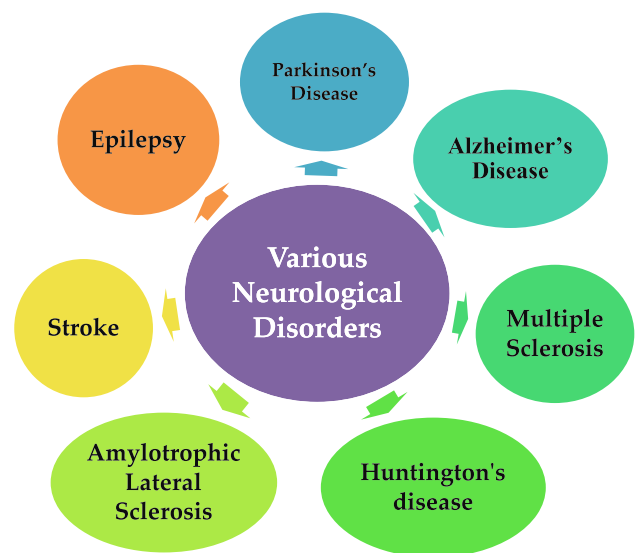 Parkinson's
Disease
Alzheimer's
Disease
Epilepsy
Various
Neurological
Disorders
Multiple
Sclerosis
Stroke
Amylotrophic
Lateral
Sclerosis
Huntington's
disease